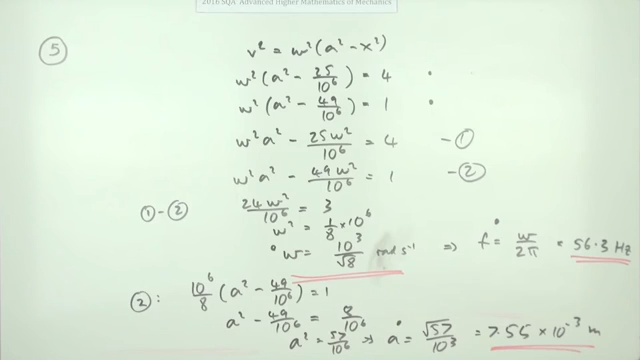 2016 SQA Advanced Higher Mathematics of Mechanics
⑤ v² = w²(a² - x²)
w²(a² - 25/10⁶) = 4 •
w²(a² - 49/10⁶) = 1 •
w²a² - 25w²/10⁶ = 4 -①
w²a² - 49w²/10⁶ = 1 -②
①-② 24w²/10⁶ = 3
w² = 1/8 × 10⁶
• w = 10³/√8 rad s⁻¹ ⇒ f = w/2π = 56.3 Hz
②: 10⁶/8 (a² - 49/10⁶) = 1
a² - 49/10⁶ = 8/10⁶
a² = 57/10⁶ ⇒ a = √57/10³ = 7.55 × 10⁻³ m